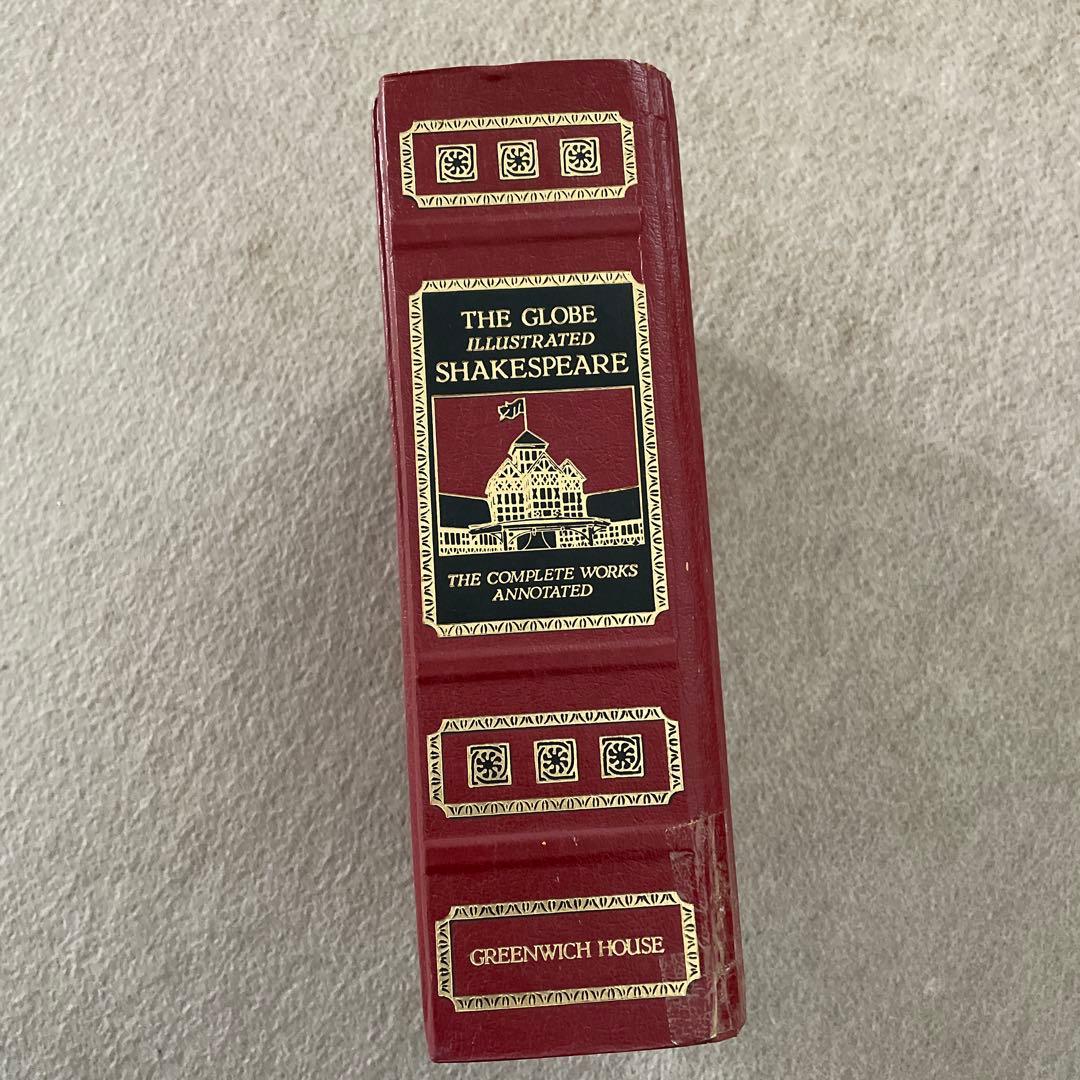 THE GLOBE
ILLUSTRATED
SHAKESPEARE
THE COMPLETE WORKS
ANNOTATED
GREENWICH HOUSE